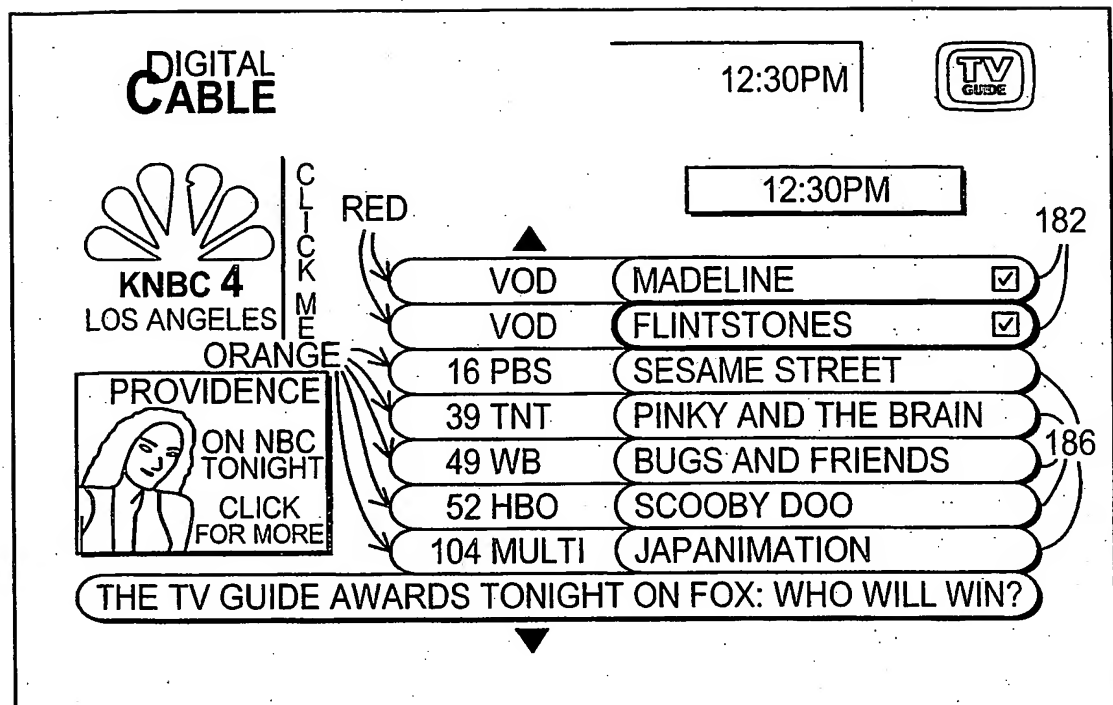 DIGITAL
CABLE
12:30PM
TV
GUIDE
12:30PM
CLICK ME
KNBC 4
LOS ANGELES
RED
182
VOD MADELINE
VOD FLINTSTONES
ORANGE
16 PBS SESAME STREET
39 TNT PINKY AND THE BRAIN
49 WB BUGS AND FRIENDS
52 HBO SCOOBY DOO
104 MULTI JAPANIMATION
186
PROVIDENCE
ON NBC
TONIGHT
CLICK
FOR MORE
THE TV GUIDE AWARDS TONIGHT ON FOX: WHO WILL WIN?